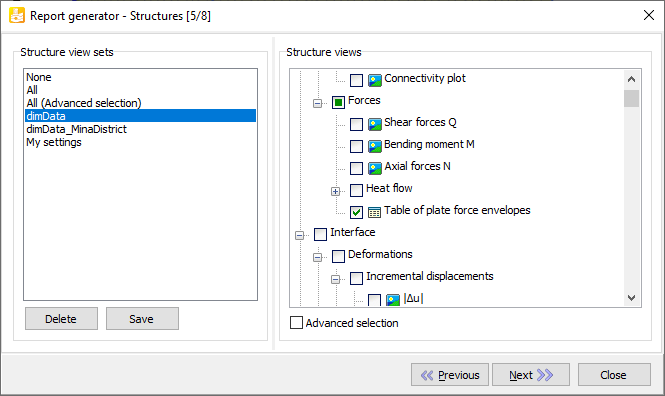 Report generator - Structures [5/8]
Structure view sets
None
All
All (Advanced selection)
dimData
dimData_MinaDistrict
My settings
Delete
Save
Structure views
Connectivity plot
Forces
Shear forces Q
Bending moment M
Axial forces N
Heat flow
Table of plate force envelopes
Interface
Deformations
Incremental displacements
|Δu|
Advanced selection
Previous
Next
Close